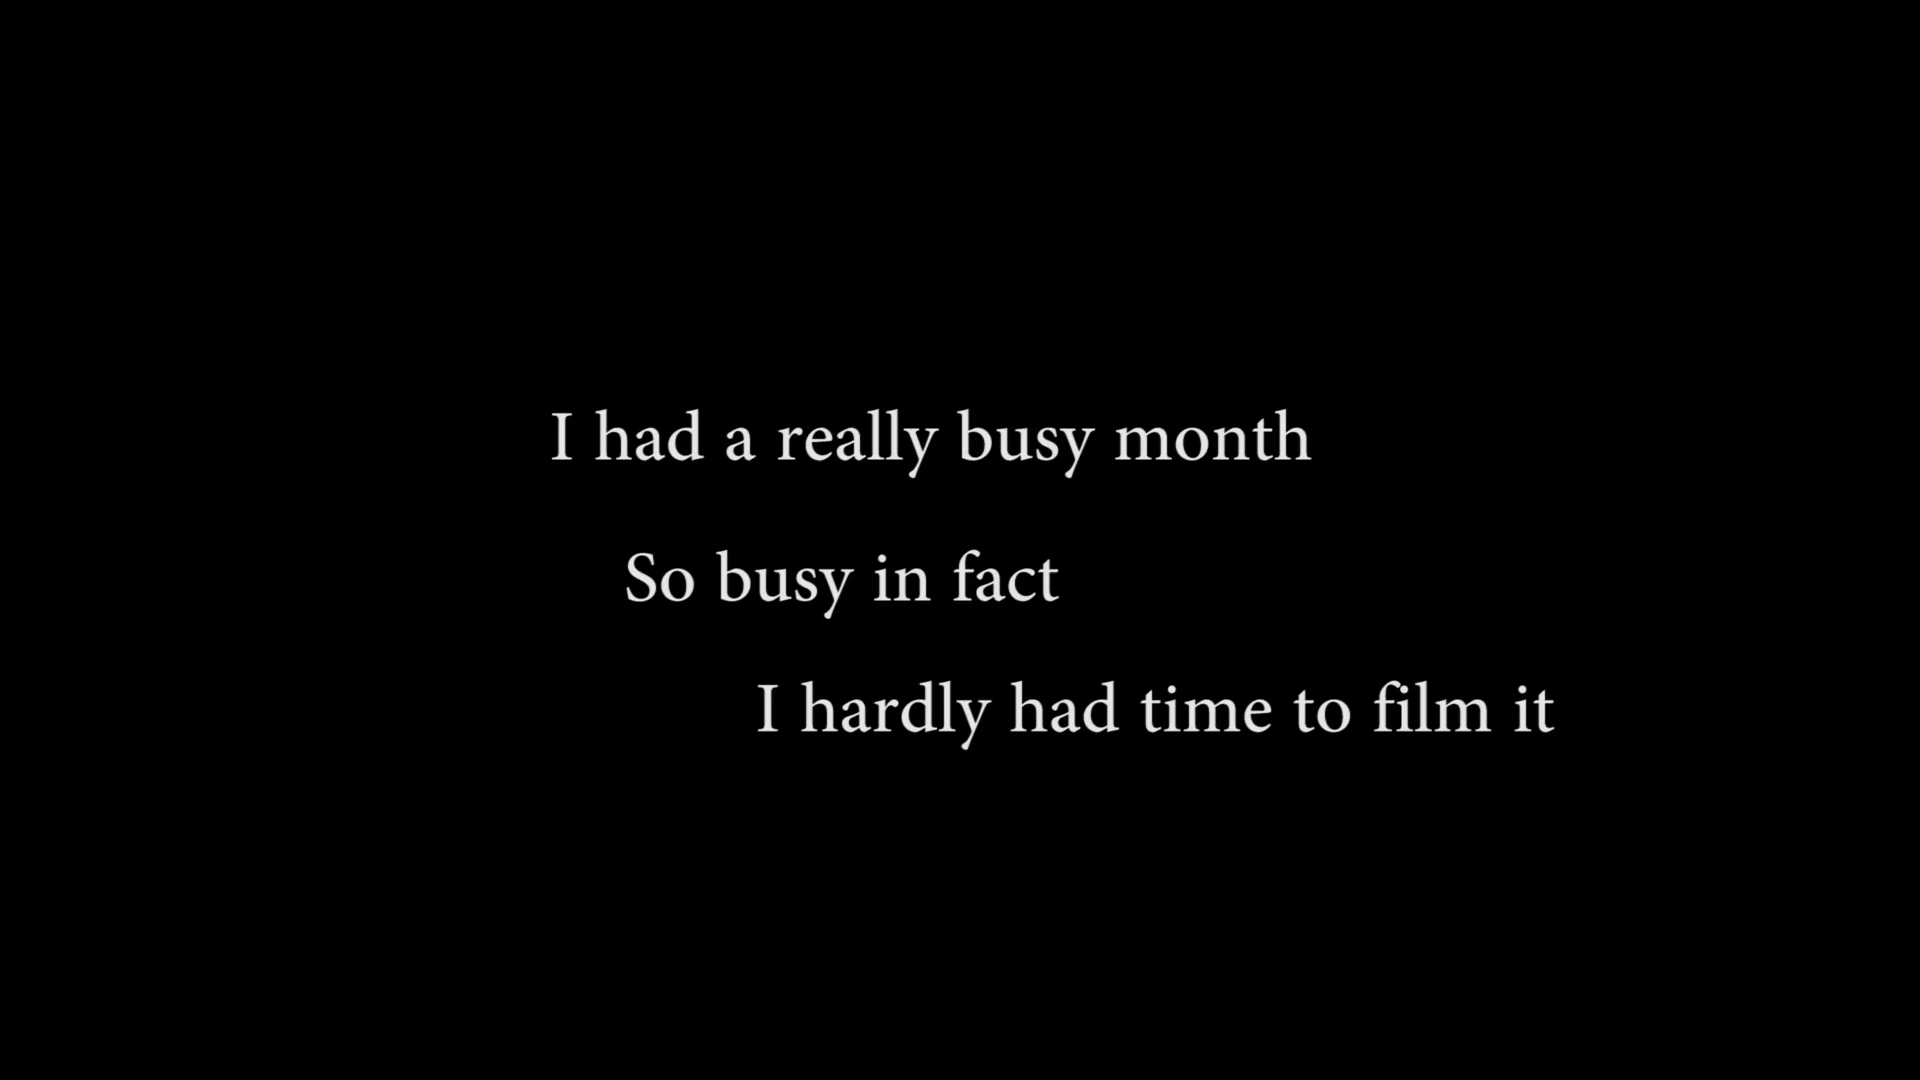 I had a really busy month
So busy in fact
I hardly had time to film it